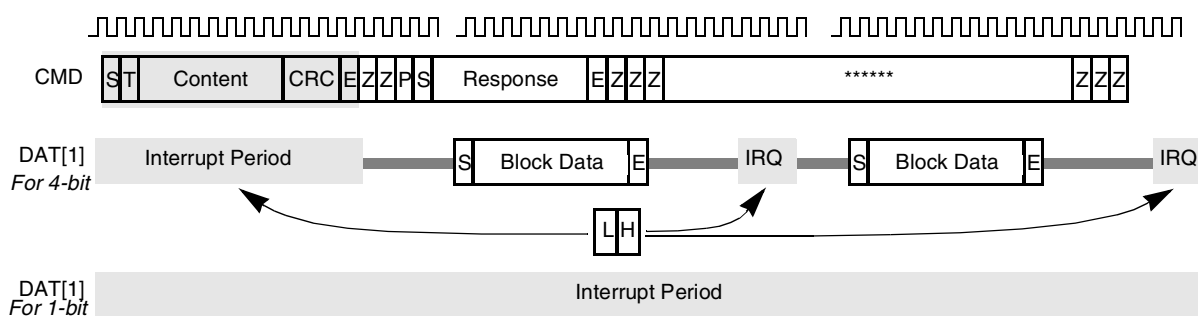 CMD S T Content CRC E Z Z P S Response E Z Z Z ****** Z Z Z
DAT[1] Interrupt Period S Block Data E IRQ S Block Data E IRQ
For 4-bit
L H
DAT[1] Interrupt Period
For 1-bit